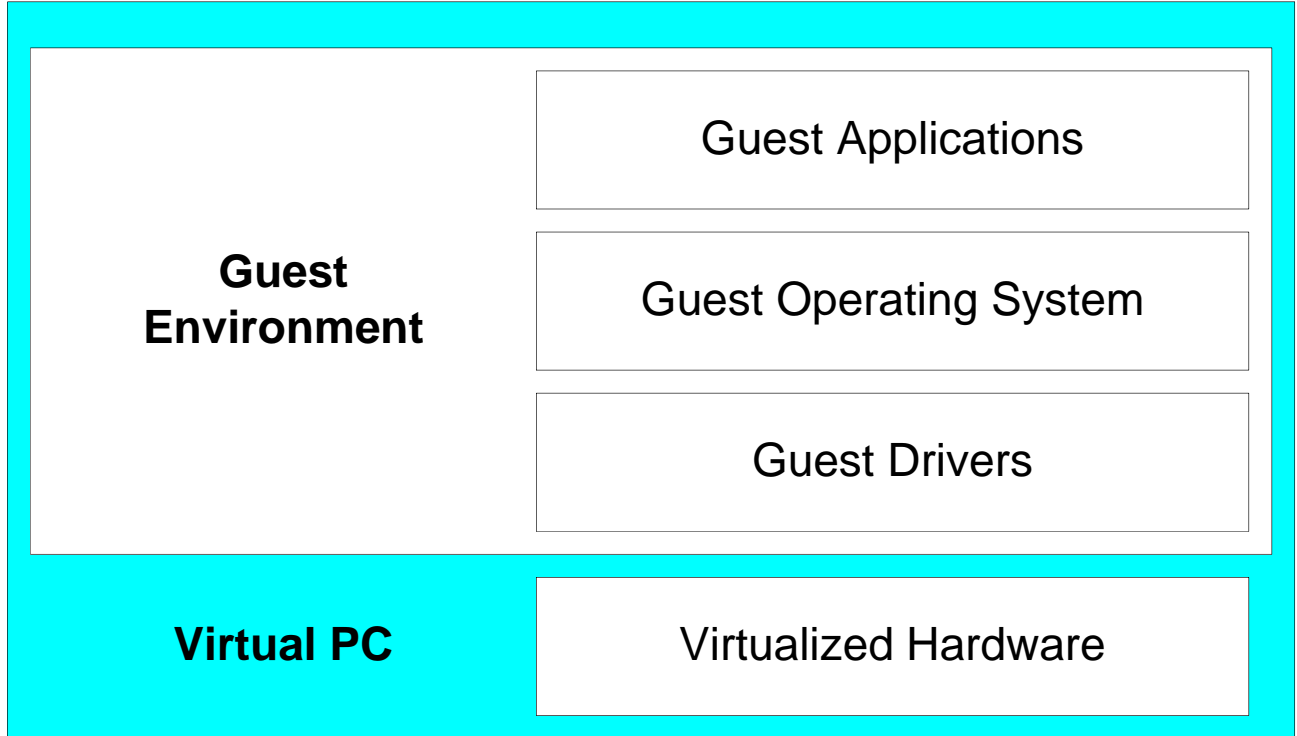 Guest Applications
Guest
Environment
Guest Operating System
Guest Drivers
Virtual PC
Virtualized Hardware